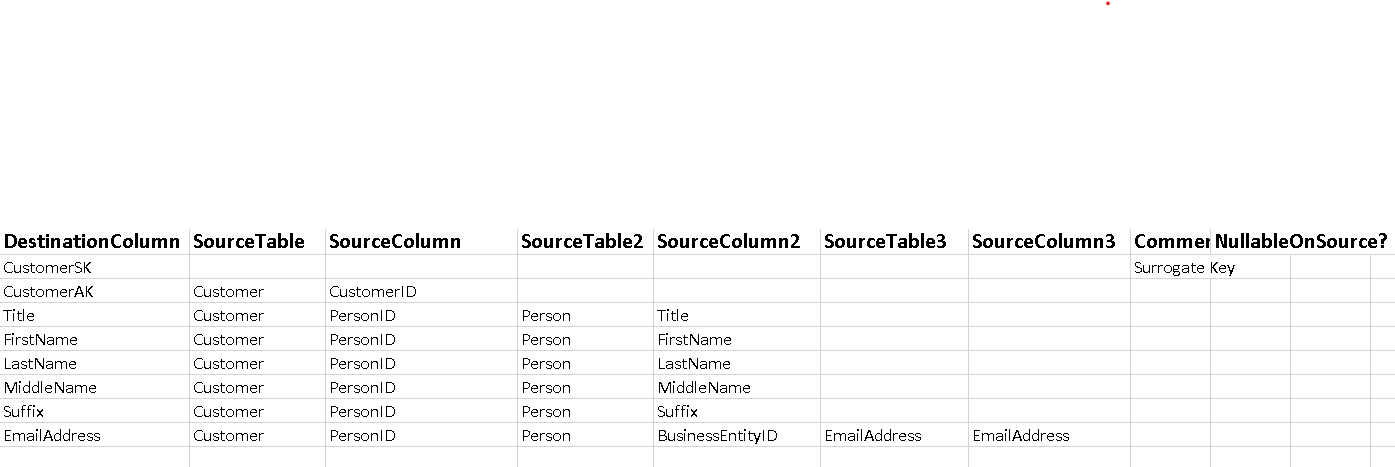 DestinationColumn SourceTable SourceColumn SourceTable2 SourceColumn2 SourceTable3 SourceColumn3 Commer NullableOnSource?
CustomerSK Surrogate Key
CustomerAK Customer CustomerID
Title Customer PersonID Person Title
FirstName Customer PersonID Person FirstName
LastName Customer PersonID Person LastName
MiddleName Customer PersonID Person MiddleName
Suffix Customer PersonID Person Suffix
EmailAddress Customer PersonID Person BusinessEntityID EmailAddress EmailAddress